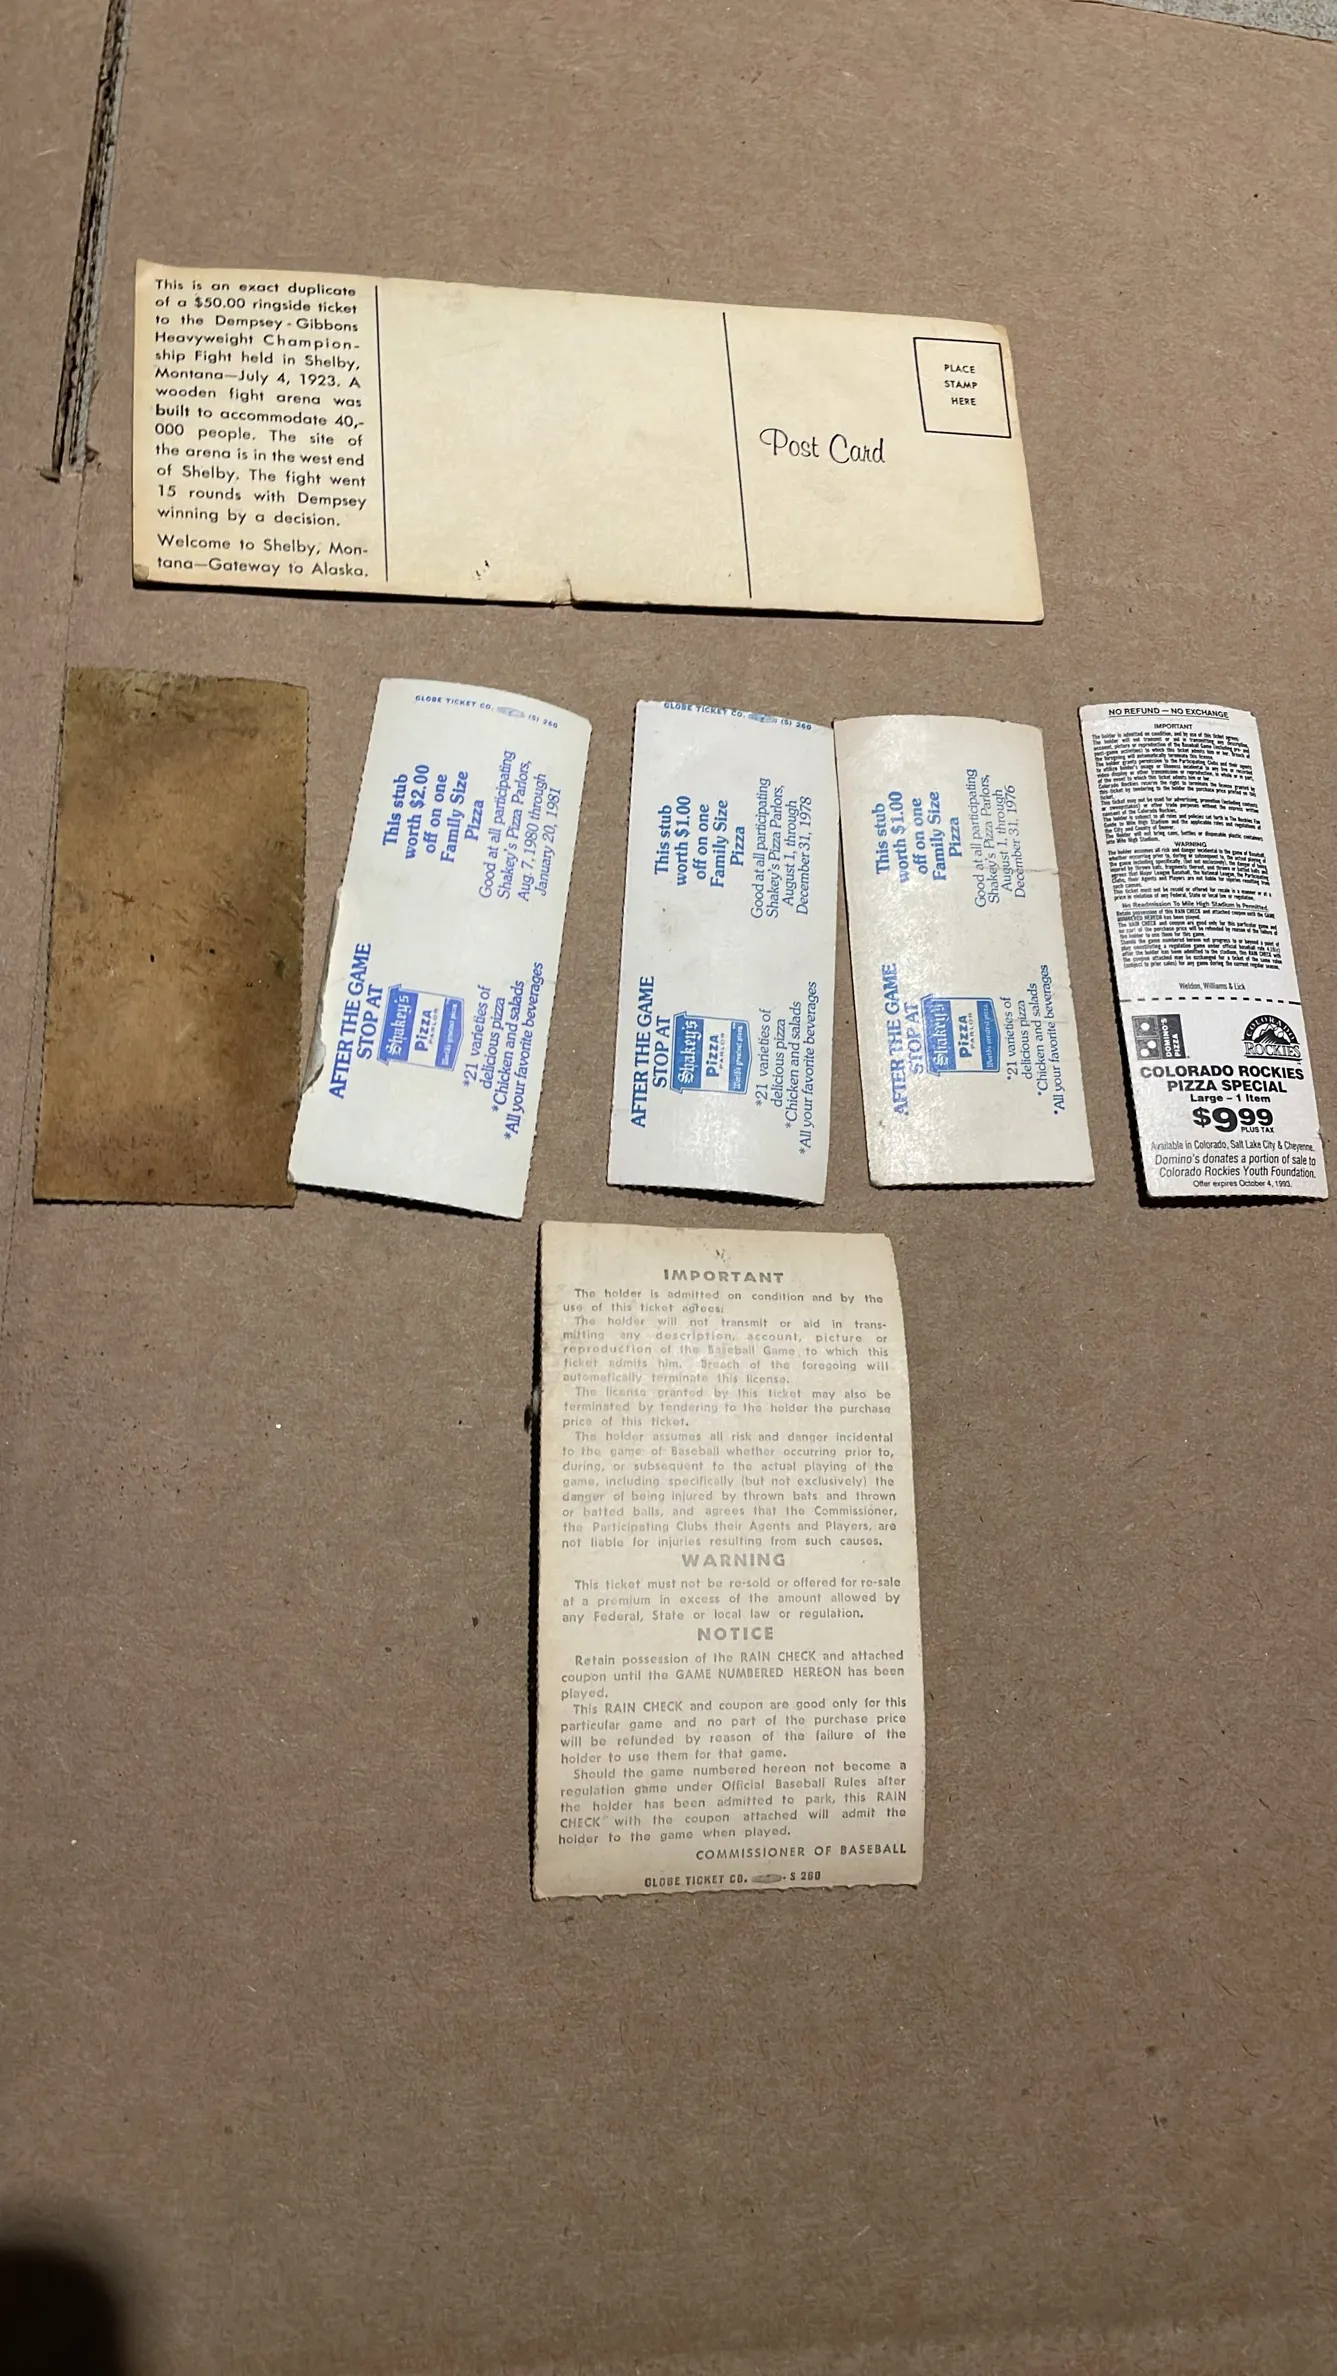 This is an exact duplicate
of a $50.00 ringside ticket
to the Dempsey - Gibbons
Heavyweight Champion-
ship Fight held in Shelby,
Montana—July 4, 1923. A
wooden fight arena was
built to accommodate 40,-
000 people. The site of
the arena is in the west end
of Shelby. The fight went
15 rounds with Dempsey
winning by a decision.
Welcome to Shelby, Mon-
tana—Gateway to Alaska.
Post Card
PLACE
STAMP
HERE
GLOBE TICKET CO. (S) 260
This stub
worth $2.00
off on one
Family Size
Pizza
Good at all participating
Shakey's Pizza Parlors,
Aug. 7, 1980 through
January 20, 1981
AFTER THE GAME
STOP AT
Shakey's
PIZZA
PARLOR
World's greatest pizza
*21 varieties of
delicious pizza
*Chicken and salads
*All your favorite beverages
GLOBE TICKET CO. (S) 260
This stub
worth $1.00
off on one
Family Size
Pizza
Good at all participating
Shakey's Pizza Parlors,
August 1, through
December 31, 1978
AFTER THE GAME
STOP AT
Shakey's
PIZZA
PARLOR
World's greatest pizza
*21 varieties of
delicious pizza
*Chicken and salads
*All your favorite beverages
This stub
worth $1.00
off on one
Family Size
Pizza
Good at all participating
Shakey's Pizza Parlors,
August 1, through
December 31, 1976
AFTER THE GAME
STOP AT
Shakey's
PIZZA
PARLOR
World's greatest pizza
*21 varieties of
delicious pizza
*Chicken and salads
*All your favorite beverages
NO REFUND — NO EXCHANGE
IMPORTANT
WARNING
No Readmission To Mile High Stadium Is Permitted.
Weldon, Williams & Lick
DOMINO'S
PIZZA
COLORADO
ROCKIES
COLORADO ROCKIES
PIZZA SPECIAL
Large – 1 Item
$9.99
PLUS TAX
Available in Colorado, Salt Lake City & Cheyenne.
Domino's donates a portion of sale to
Colorado Rockies Youth Foundation.
Offer expires October 4, 1993.
IMPORTANT
The holder is admitted on condition and by the
use of this ticket agrees:
The holder will not transmit or aid in trans-
mitting any description, account, picture or
reproduction of the Baseball Game to which this
ticket admits him. Breach of the foregoing will
automatically terminate this license.
The license granted by this ticket may also be
terminated by tendering to the holder the purchase
price of this ticket.
The holder assumes all risk and danger incidental
to the game of Baseball whether occurring prior to,
during, or subsequent to the actual playing of the
game, including specifically (but not exclusively) the
danger of being injured by thrown bats and thrown
or batted balls, and agrees that the Commissioner,
the Participating Clubs their Agents and Players, are
not liable for injuries resulting from such causes.
WARNING
This ticket must not be re-sold or offered for re-sale
at a premium in excess of the amount allowed by
any Federal, State or local law or regulation.
NOTICE
Retain possession of the RAIN CHECK and attached
coupon until the GAME NUMBERED HEREON has been
played.
This RAIN CHECK and coupon are good only for this
particular game and no part of the purchase price
will be refunded by reason of the failure of the
holder to use them for that game.
Should the game numbered hereon not become a
regulation game under Official Baseball Rules after
the holder has been admitted to park, this RAIN
CHECK with the coupon attached will admit the
holder to the game when played.
COMMISSIONER OF BASEBALL
GLOBE TICKET CO. S 260